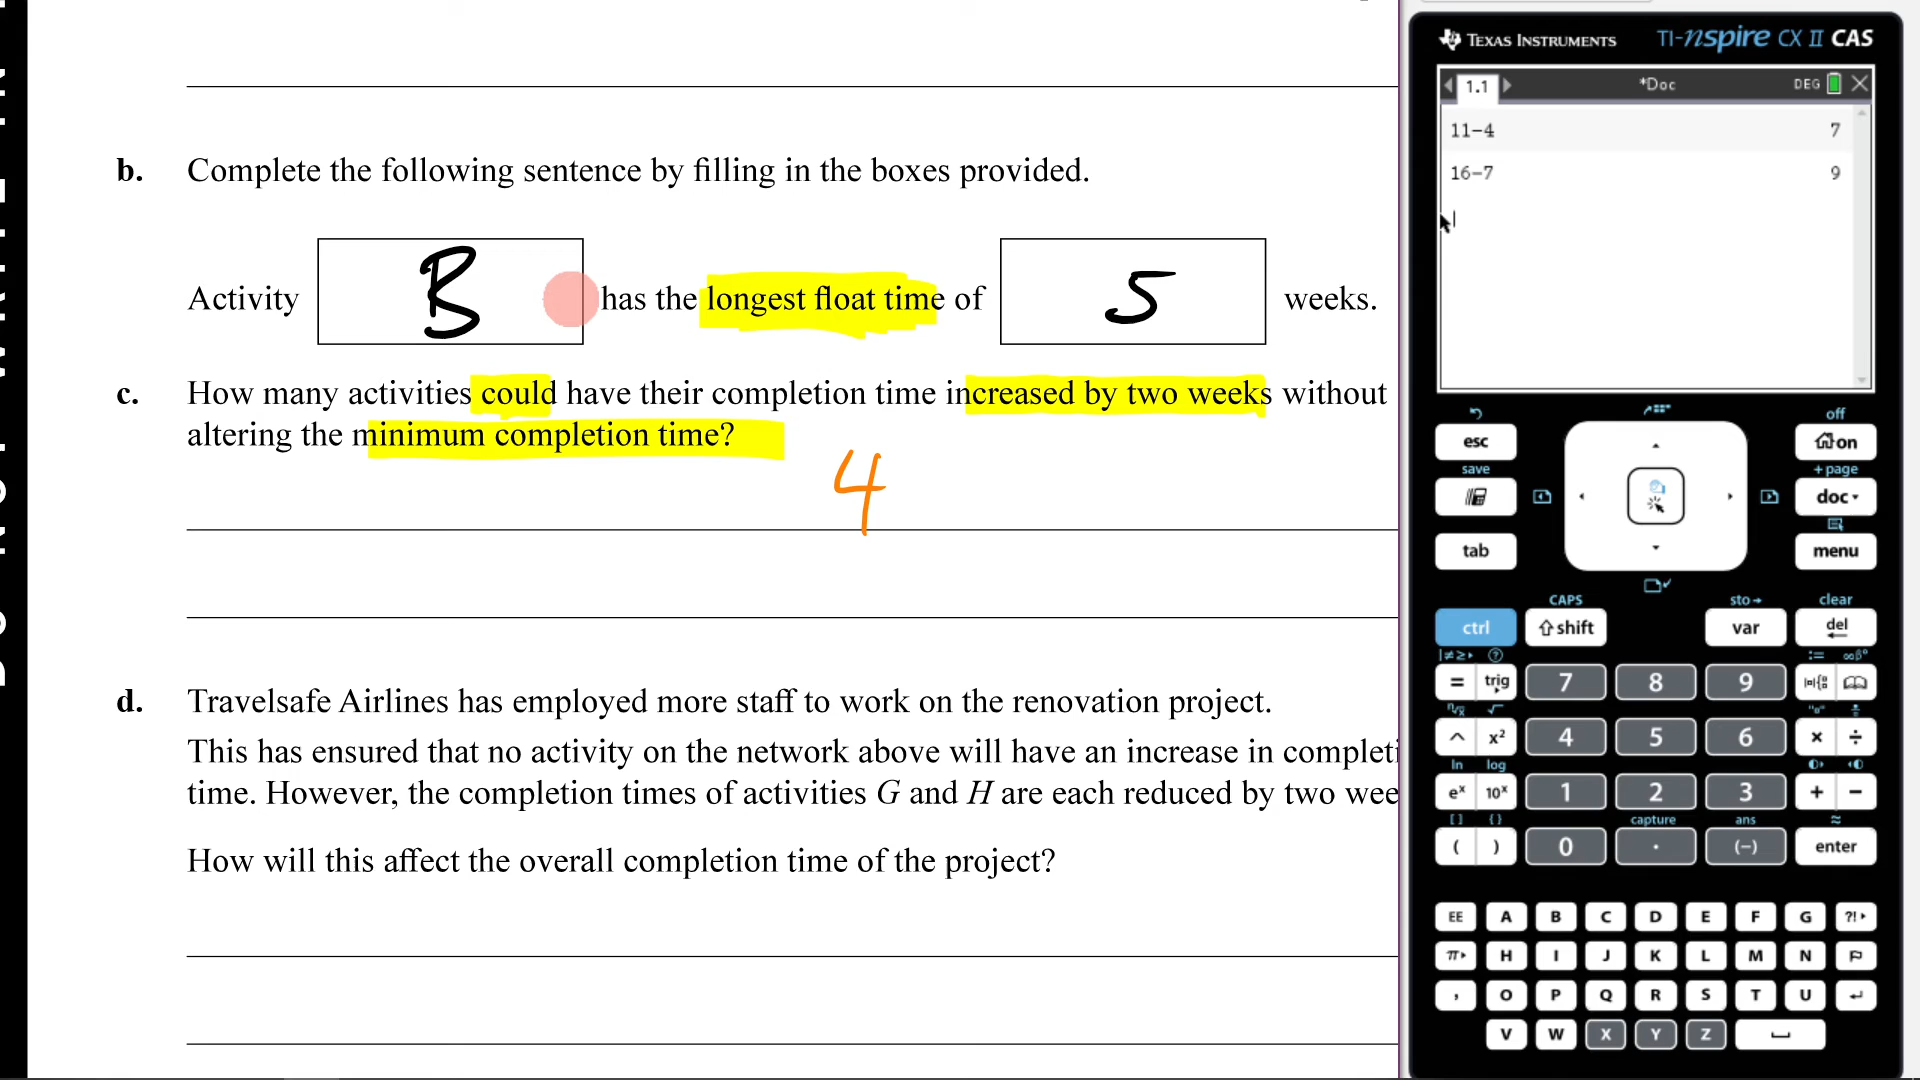 b. Complete the following sentence by filling in the boxes provided.
Activity B has the longest float time of 5 weeks.
c. How many activities could have their completion time increased by two weeks without
altering the minimum completion time?
4
d. Travelsafe Airlines has employed more staff to work on the renovation project.
This has ensured that no activity on the network above will have an increase in completi
time. However, the completion times of activities G and H are each reduced by two wee
How will this affect the overall completion time of the project?
TEXAS INSTRUMENTS TI-nspire CX II CAS
1.1 *Doc DEG
11-4 7
16-7 9
off
esc on
save + page
doc
tab menu
CAPS sto→ clear
ctrl shift var del
= trig 7 8 9
^ x² 4 5 6 × ÷
ln log
eˣ 10ˣ 1 2 3 + −
[ ] { } capture ans ≈
( ) 0 . (−) enter
EE A B C D E F G ?!
π H I J K L M N
, O P Q R S T U
V W X Y Z